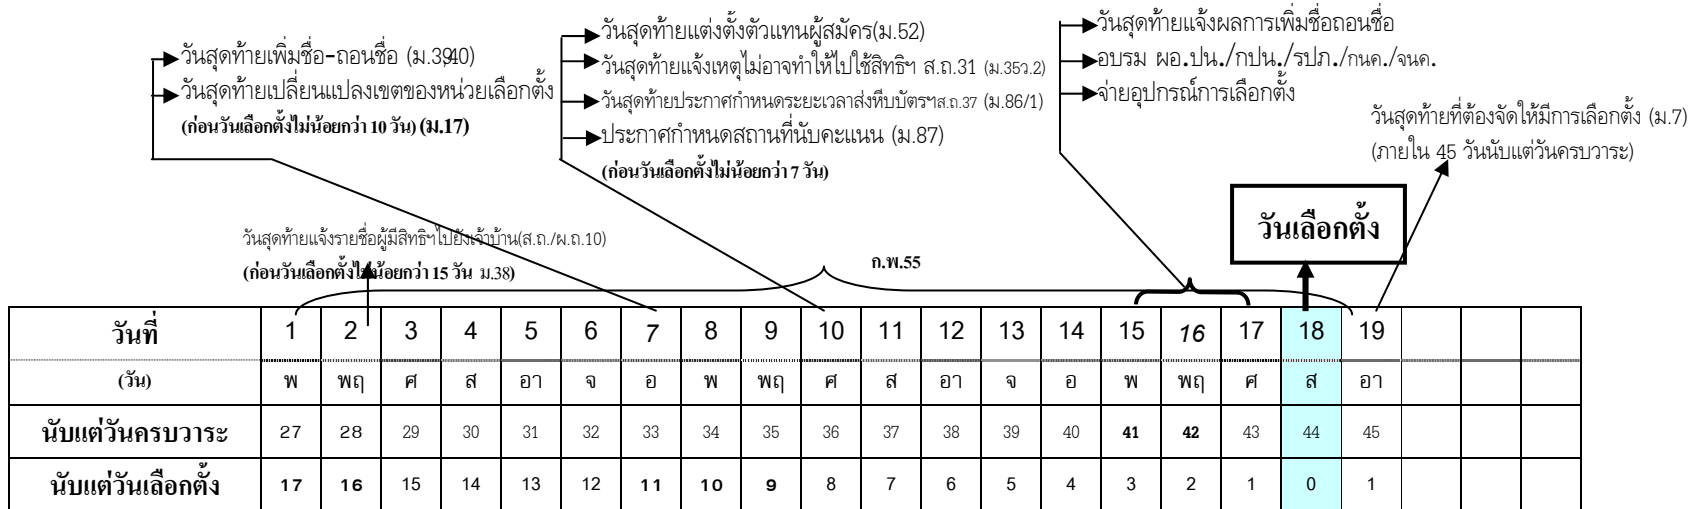 วันสุดท้ายเพิ่มชื่อ-ถอนชื่อ (ม.39,40)
วันสุดท้ายเปลี่ยนแปลงเขตของหน่วยเลือกตั้ง
(ก่อนวันเลือกตั้งไม่น้อยกว่า 10 วัน) (ม.17)
วันสุดท้ายแต่งตั้งตัวแทนผู้สมัคร(ม.52)
วันสุดท้ายแจ้งเหตุไม่อาจทำให้ไปใช้สิทธิฯ ส.ถ.31 (ม.35ว.2)
วันสุดท้ายประกาศกำหนดระยะเวลาส่งหีบบัตรฯส.ถ.37 (ม.86/1)
ประกาศกำหนดสถานที่นับคะแนน (ม.87)
(ก่อนวันเลือกตั้งไม่น้อยกว่า 7 วัน)
วันสุดท้ายแจ้งผลการเพิ่มชื่อถอนชื่อ
อบรม ผอ.ปน./กปน./รปภ./กนค./จนค.
จ่ายอุปกรณ์การเลือกตั้ง
วันสุดท้ายที่ต้องจัดให้มีการเลือกตั้ง (ม.7)
(ภายใน 45 วันนับแต่วันครบวาระ)
วันเลือกตั้ง
วันสุดท้ายแจ้งรายชื่อผู้มีสิทธิฯไปยังเจ้าบ้าน(ส.ถ./ผ.ถ.10)
(ก่อนวันเลือกตั้งไม่น้อยกว่า 15 วัน ม.38)
ก.พ.55
วันที่ 1 2 3 4 5 6 7 8 9 10 11 12 13 14 15 16 17 18 19
(วัน) พ พฤ ศ ส อา จ อ พ พฤ ศ ส อา จ อ พ พฤ ศ ส อา
นับแต่วันครบวาระ 27 28 29 30 31 32 33 34 35 36 37 38 39 40 41 42 43 44 45
นับแต่วันเลือกตั้ง 17 16 15 14 13 12 11 10 9 8 7 6 5 4 3 2 1 0 1